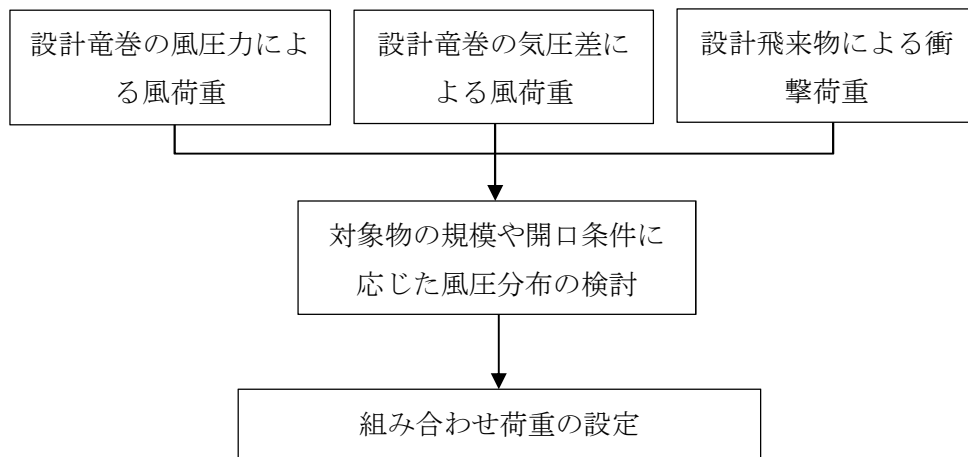 設計竜巻の風圧力によ
る風荷重
設計竜巻の気圧差に
よる風荷重
設計飛来物による衝
撃荷重
対象物の規模や開口条件に
応じた風圧分布の検討
組み合わせ荷重の設定